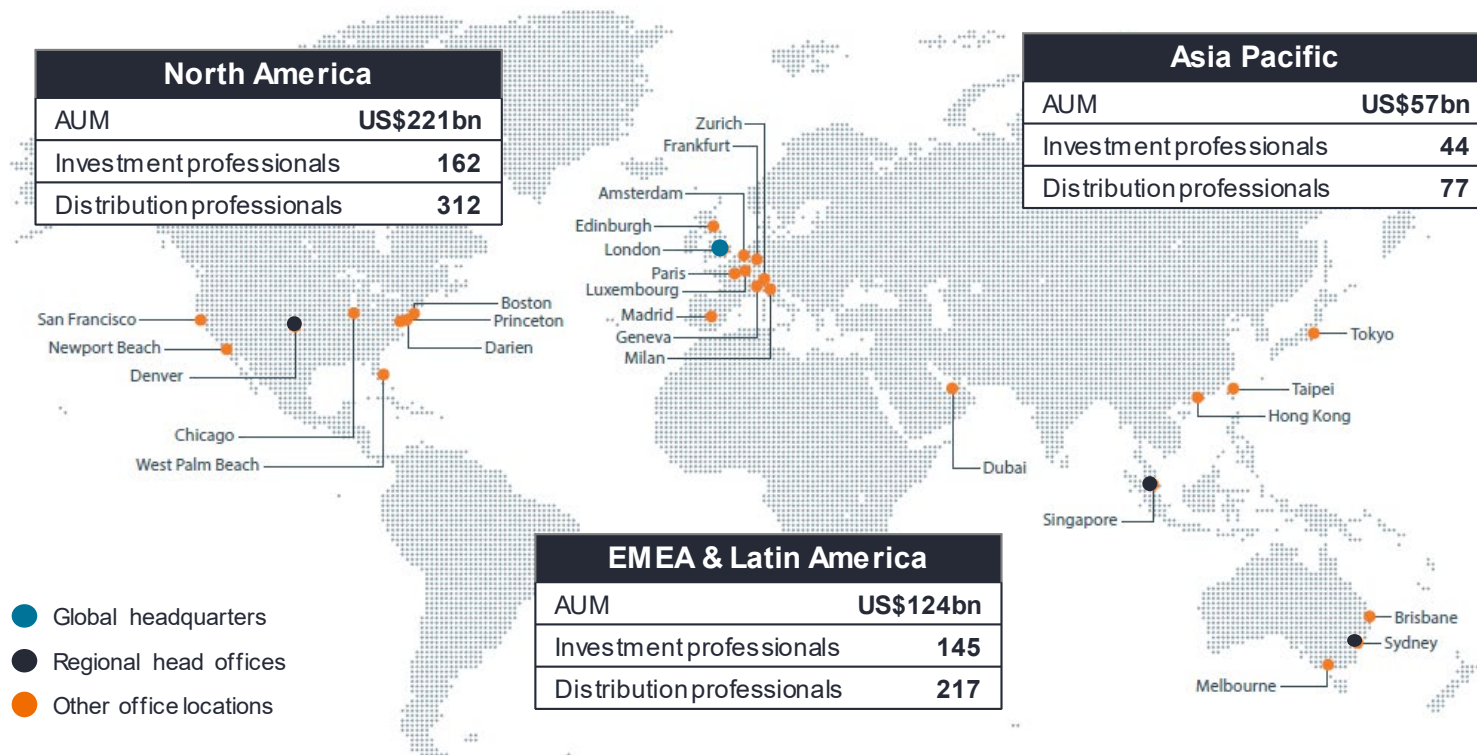 North America
AUM US$221bn
Investment professionals 162
Distribution professionals 312
Asia Pacific
AUM US$57bn
Investment professionals 44
Distribution professionals 77
Zurich
Frankfurt
Amsterdam
Edinburgh
London
Paris
Luxembourg
Madrid
Geneva
Milan
San Francisco
Newport Beach
Denver
Chicago
West Palm Beach
Boston
Princeton
Darien
Dubai
Tokyo
Taipei
Hong Kong
Singapore
Brisbane
Sydney
Melbourne
EMEA & Latin America
AUM US$124bn
Investment professionals 145
Distribution professionals 217
Global headquarters
Regional head offices
Other office locations